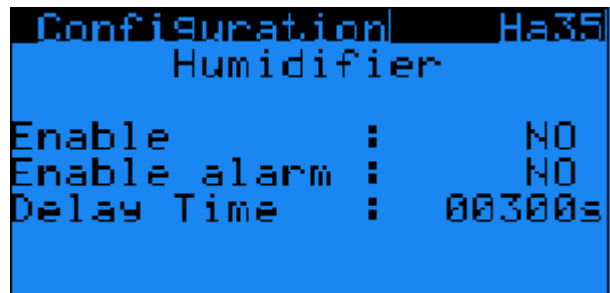 Configuration Ha35
Humidifier
Enable : NO
Enable alarm : NO
Delay Time : 00300s